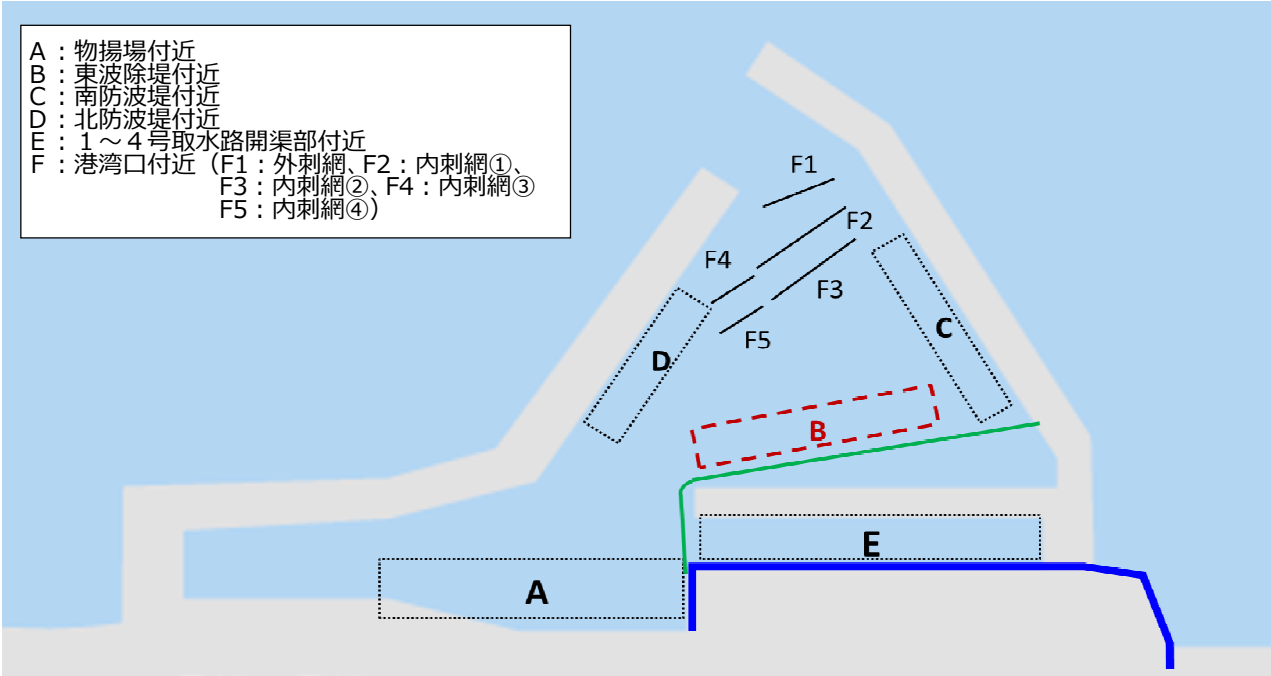 A：物揚場付近
B：東波除堤付近
C：南防波堤付近
D：北防波堤付近
E：１～４号取水路開渠部付近
F：港湾口付近（F1：外刺網、F2：内刺網①、
F3：内刺網②、F4：内刺網③
F5：内刺網④）
F1
F2
F4
F3
F5
C
D
B
E
A